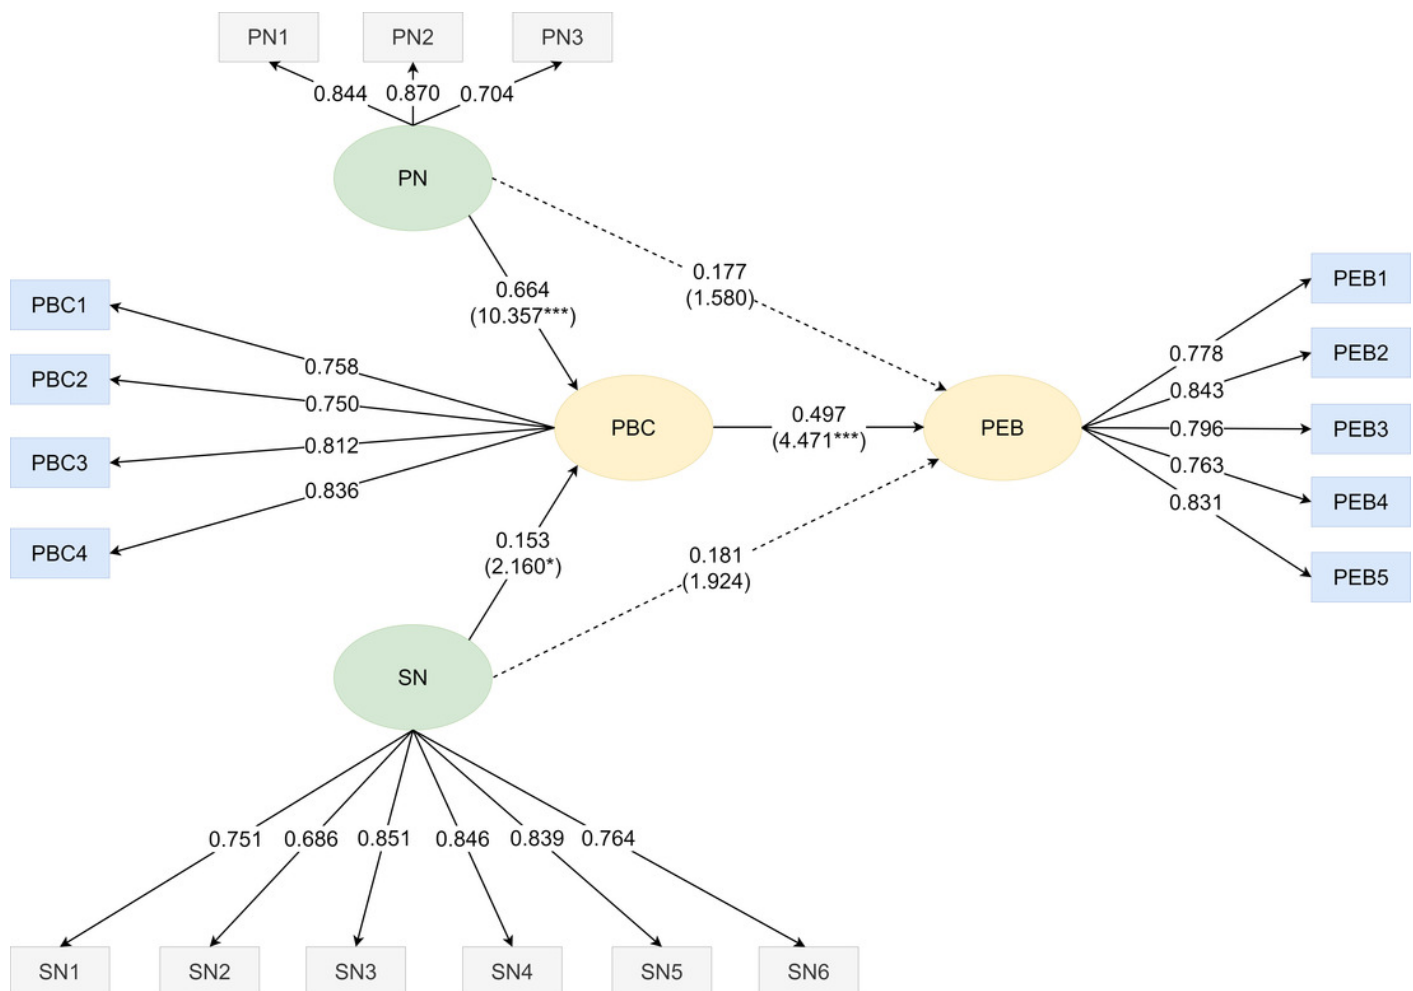 PN1
PN2
PN3
0.844
0.870
0.704
PN
0.177
(1.580)
0.664
(10.357***)
PBC1
PBC2
PBC3
PBC4
0.758
0.750
0.812
0.836
PBC
0.497
(4.471***)
PEB
0.778
0.843
0.796
0.763
0.831
PEB1
PEB2
PEB3
PEB4
PEB5
0.153
(2.160*)
0.181
(1.924)
SN
0.751
0.686
0.851
0.846
0.839
0.764
SN1
SN2
SN3
SN4
SN5
SN6